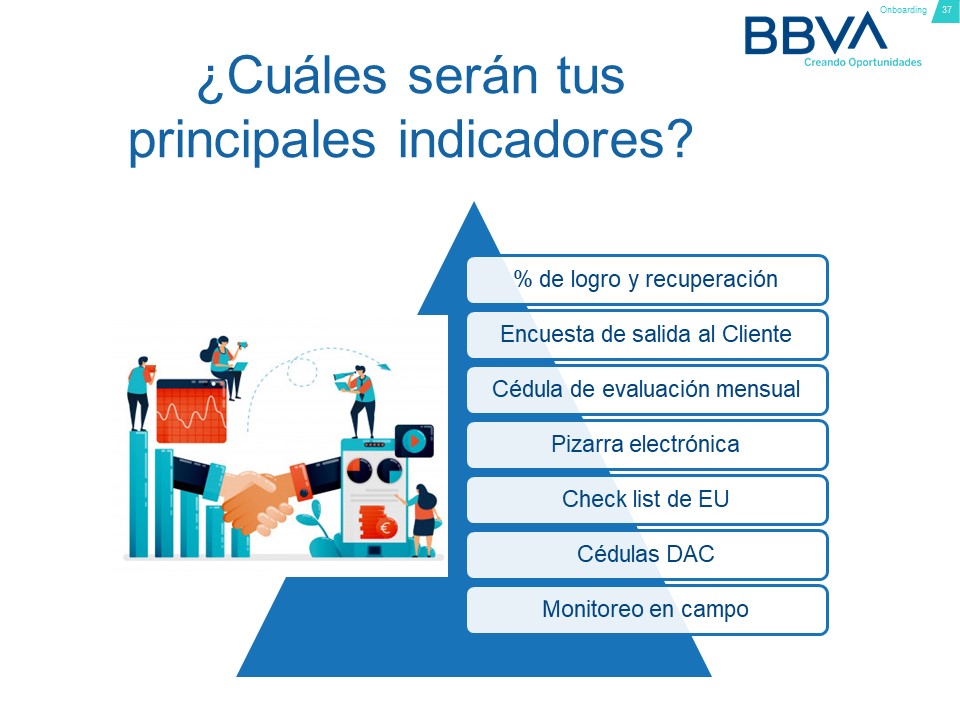 Onboarding 37
BBVA
Creando Oportunidades
¿Cuáles serán tus
principales indicadores?
% de logro y recuperación
Encuesta de salida al Cliente
Cédula de evaluación mensual
Pizarra electrónica
Check list de EU
Cédulas DAC
Monitoreo en campo
€